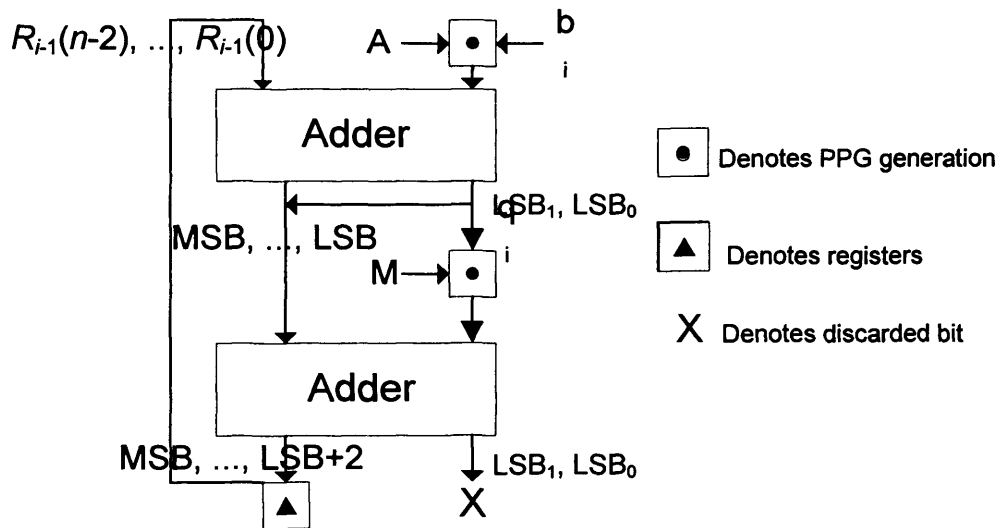 R_{i-1}(n-2), ..., R_{i-1}(0)
A
b
i
Adder
Denotes PPG generation
LSB₁, LSB₀
q
i
MSB, ..., LSB
Denotes registers
M
Denotes discarded bit
X
Adder
MSB, ..., LSB+2
LSB₁, LSB₀
X